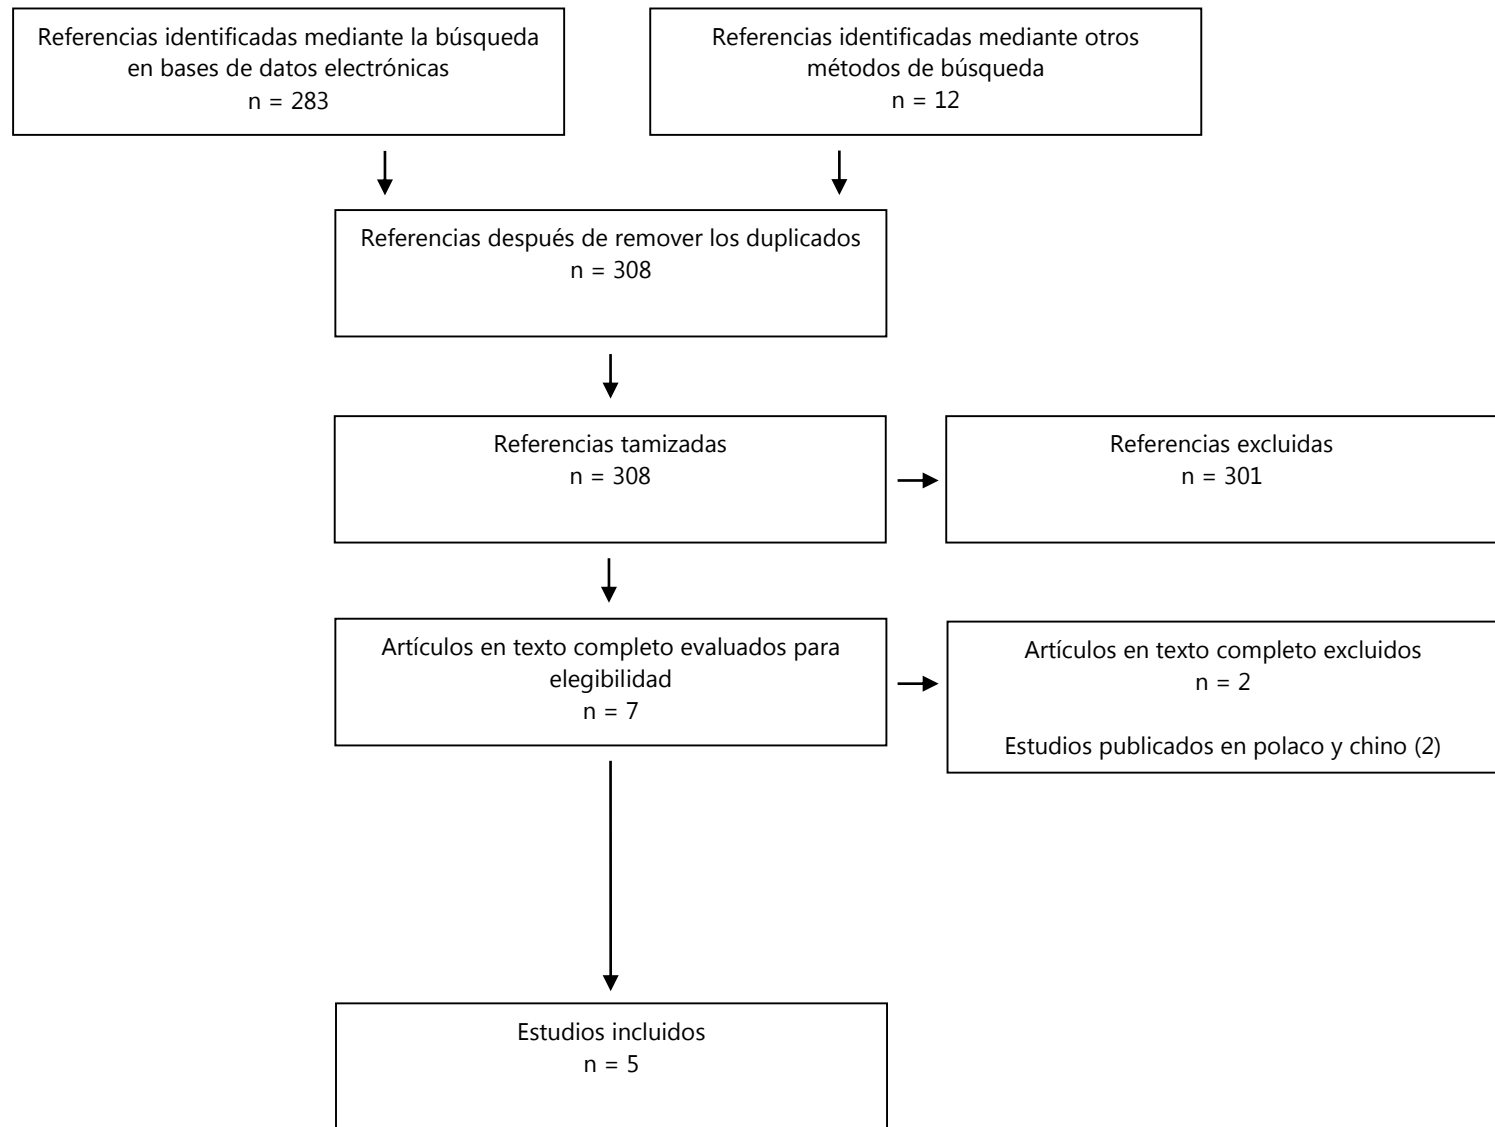 Referencias identificadas mediante la búsqueda
en bases de datos electrónicas
n = 283
Referencias identificadas mediante otros
métodos de búsqueda
n = 12
Referencias después de remover los duplicados
n = 308
Referencias tamizadas
n = 308
Referencias excluidas
n = 301
Artículos en texto completo evaluados para
elegibilidad
n = 7
Artículos en texto completo excluidos
n = 2
Estudios publicados en polaco y chino (2)
Estudios incluidos
n = 5